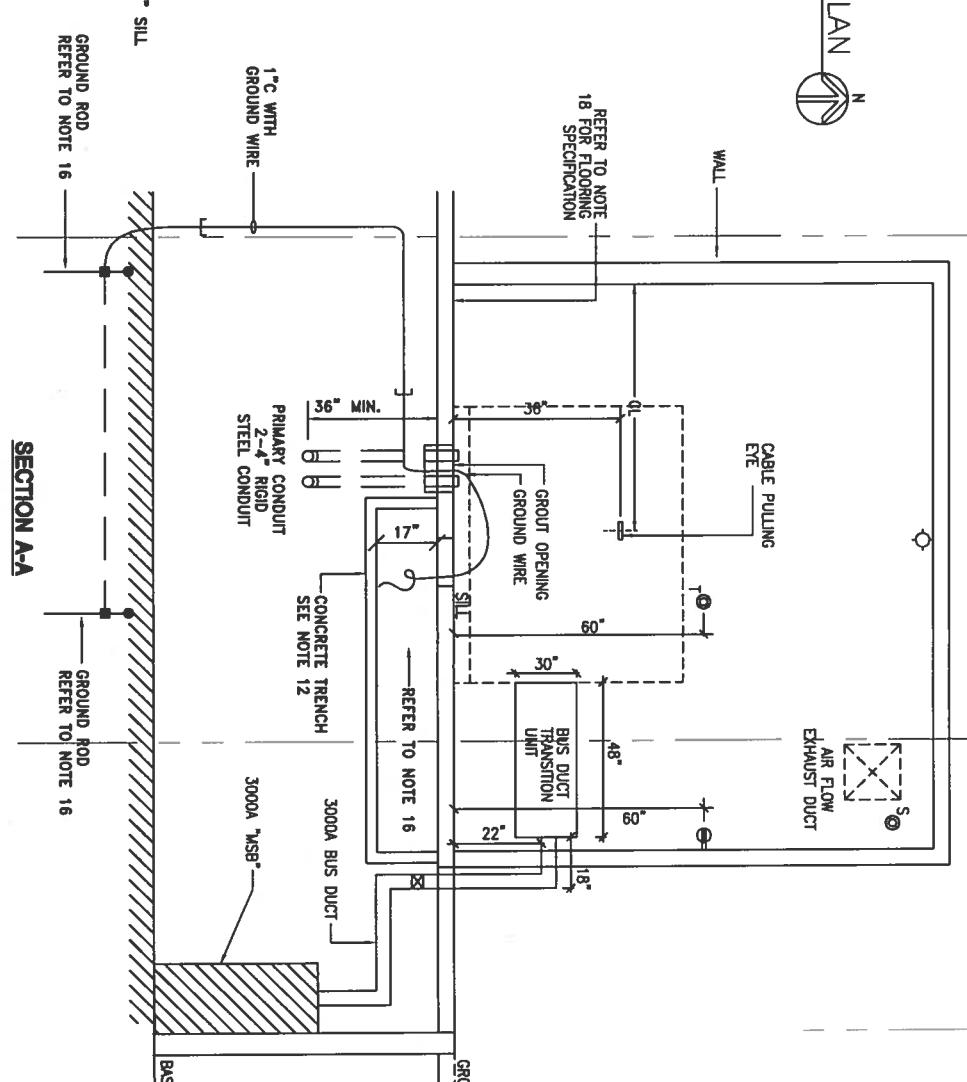 LAN
N
" SILL
GROUND ROD
REFER TO NOTE 16
1"C WITH
GROUND WIRE
REFER TO NOTE
18 FOR FLOORING
SPECIFICATION
WALL
36" MIN.
PRIMARY CONDUIT
2-4" RIGID
STEEL CONDUIT
36"
CABLE PULLING
EYE
GROUT OPENING
GROUND WIRE
17"
SILL
T
60"
CONCRETE TRENCH
SEE NOTE 12
REFER TO NOTE 16
30"
BUS DUCT
TRANSITION
UNIT
48"
AIR FLOW
EXHAUST DUCT
S
60"
22"
18"
GROUND ROD
REFER TO NOTE 16
3000A BUS DUCT
3000A "MSB"
GRO
BAS
SECTION A-A